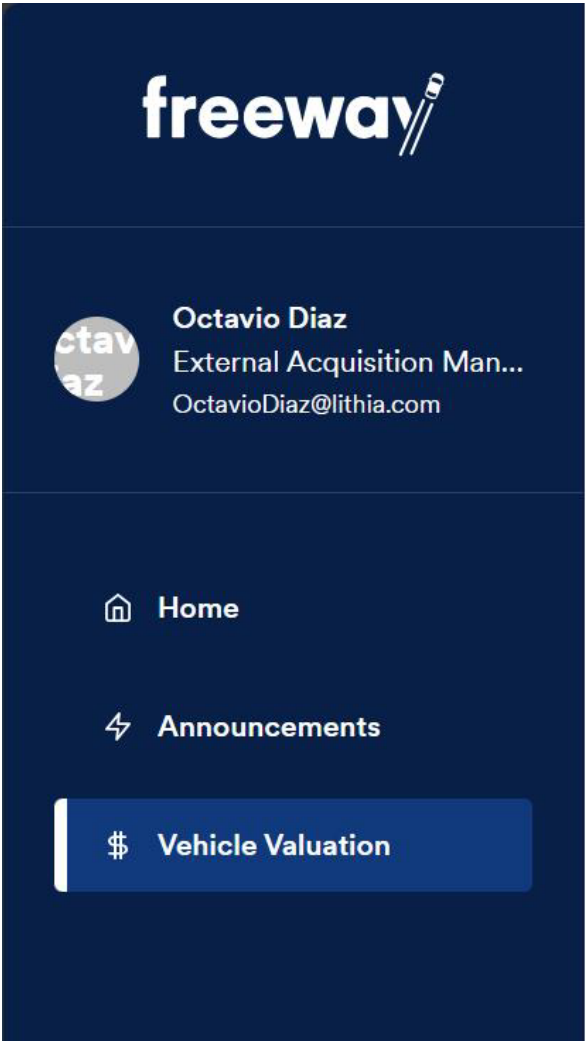 freeway
ctav
az
Octavio Diaz
External Acquisition Man...
OctavioDiaz@lithia.com
Home
Announcements
Vehicle Valuation